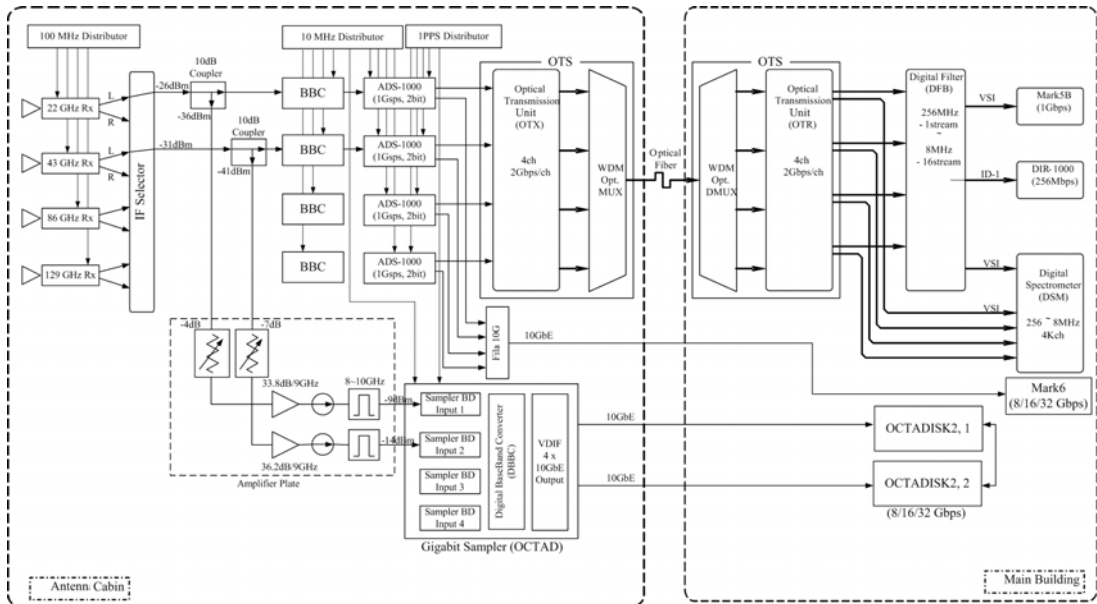 100 MHz Distributor
10 MHz Distributor
1PPS Distributor
22 GHz Rx
43 GHz Rx
86 GHz Rx
129 GHz Rx
L
R
L
R
IF Selector
-26dBm
10dB
Coupler
-36dBm
-31dBm
10dB
Coupler
-41dBm
BBC
BBC
BBC
BBC
ADS-1000
(1Gsps, 2bit)
ADS-1000
(1Gsps, 2bit)
ADS-1000
(1Gsps, 2bit)
ADS-1000
(1Gsps, 2bit)
OTS
Optical
Transmission
Unit
(OTX)
4ch
2Gbps/ch
WDM
Opt.
MUX
Optical
Fiber
OTS
WDM
Opt.
DMUX
Optical
Transmission
Unit
(OTR)
4ch
2Gbps/ch
Digital Filter
(DFB)
256MHz
- 1stream
~
8MHz
- 16stream
VSI
Mark5B
(1Gbps)
ID-1
DIR-1000
(256Mbps)
VSI
VSI
Digital
Spectrometer
(DSM)
256 ~ 8MHz
4Kch
Fila 10G
10GbE
Mark6
(8/16/32 Gbps)
-4dB
-7dB
33.8dB/9GHz
8~10GHz
-9dBm
36.2dB/9GHz
-14dBm
Amplifier Plate
Sampler BD
Input 1
Sampler BD
Input 2
Sampler BD
Input 3
Sampler BD
Input 4
Digital BaseBand Converter
(DBBC)
VDIF
4 x
10GbE
Output
Gigabit Sampler (OCTAD)
10GbE
OCTADISK2, 1
10GbE
OCTADISK2, 2
(8/16/32 Gbps)
Antenn Cabin
Main Building